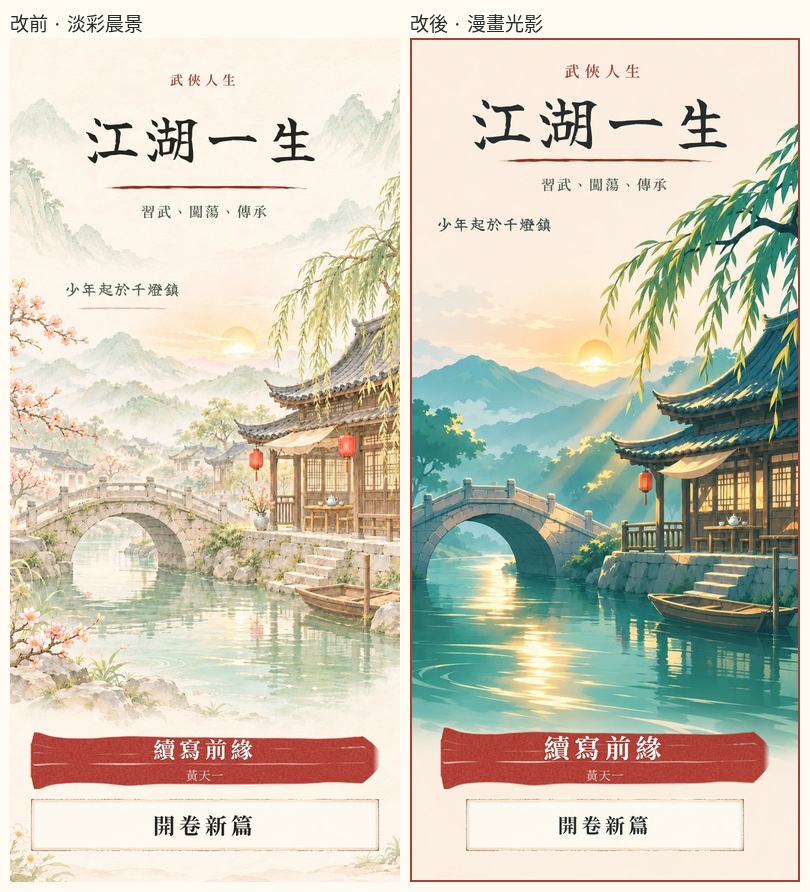 改前·淡彩晨景
武俠人生
江湖一生
習武、闖蕩、傳承
少年起於千燈鎮
續寫前緣
黃天一
開卷新篇
改後·漫畫光影
武俠人生
江湖一生
習武、闖蕩、傳承
少年起於千燈鎮
續寫前緣
黃天一
開卷新篇